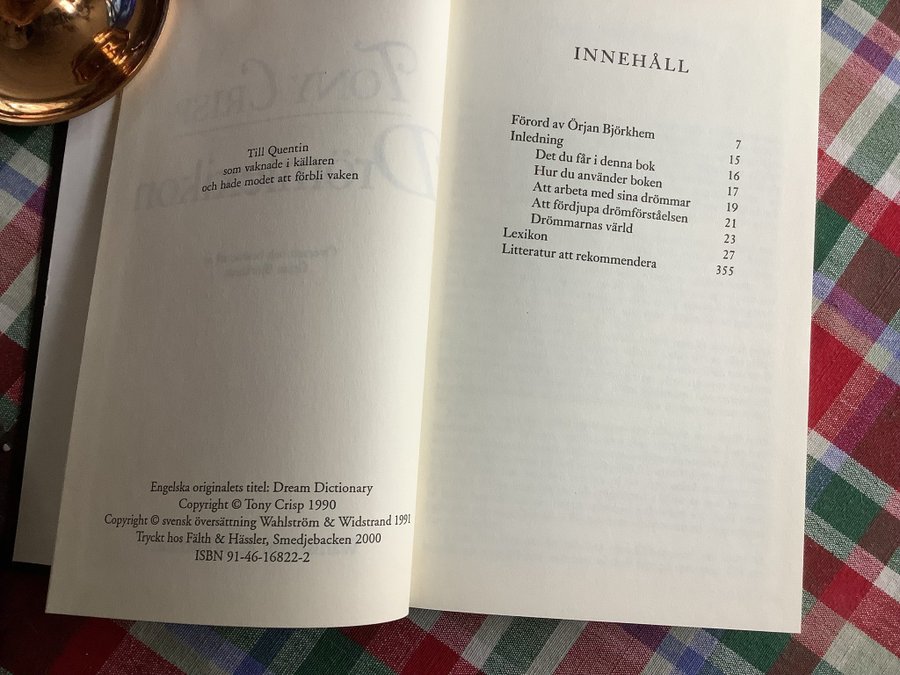 Till Quentin
som vaknade i källaren
och hade modet att förbli vaken
Engelska originalets titel: Dream Dictionary
Copyright © Tony Crisp 1990
Copyright © svensk översättning Wahlström & Widstrand 1991
Tryckt hos Fälth & Hässler, Smedjebacken 2000
ISBN 91-46-16822-2
INNEHÅLL
Förord av Örjan Björkhem 7
Inledning 15
Det du får i denna bok 16
Hur du använder boken 17
Att arbeta med sina drömmar 19
Att fördjupa drömförståelsen 21
Drömmarnas värld 23
Lexikon 27
Litteratur att rekommendera 355